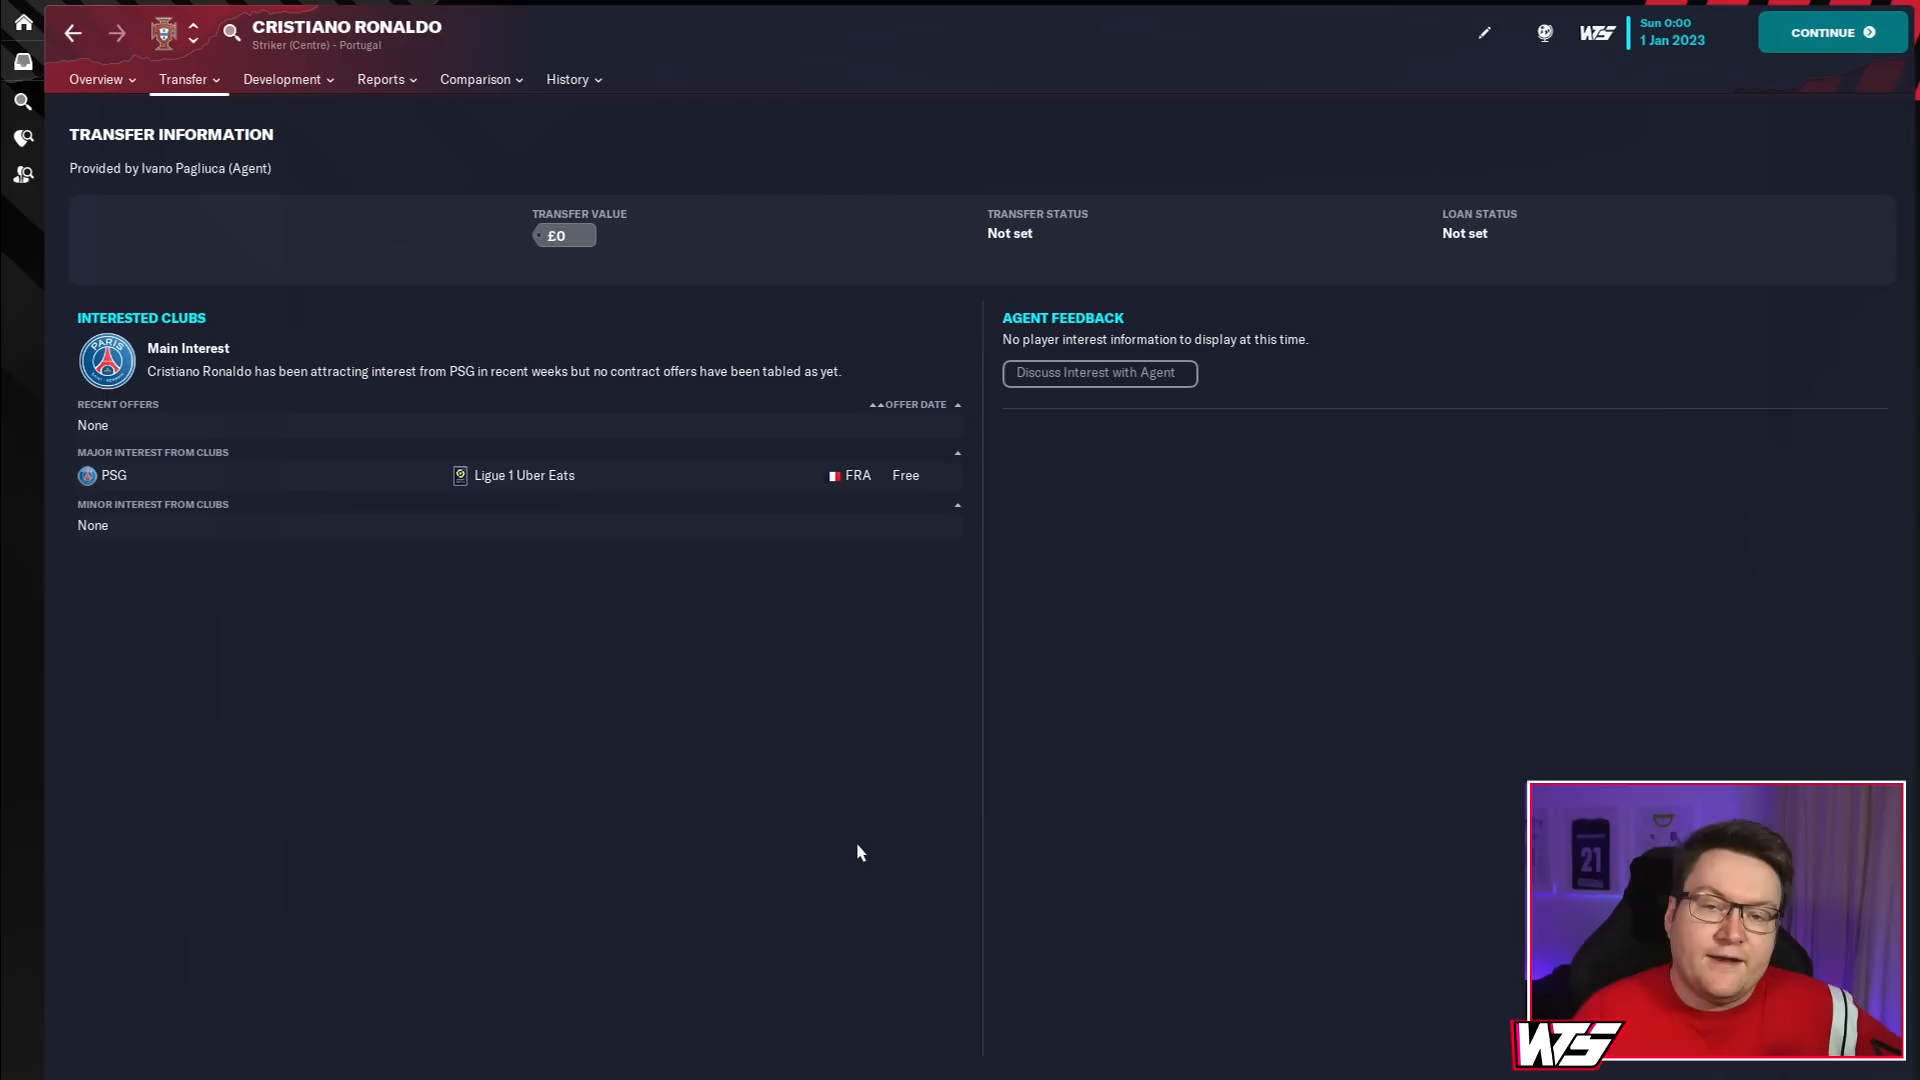 CRISTIANO RONALDO
Striker (Centre) - Portugal
WTS
Sun 0:00
1 Jan 2023
CONTINUE
Overview
Transfer
Development
Reports
Comparison
History
TRANSFER INFORMATION
Provided by Ivano Pagliuca (Agent)
TRANSFER VALUE
£0
TRANSFER STATUS
Not set
LOAN STATUS
Not set
INTERESTED CLUBS
PARIS
Main Interest
Cristiano Ronaldo has been attracting interest from PSG in recent weeks but no contract offers have been tabled as yet.
RECENT OFFERS
OFFER DATE
None
MAJOR INTEREST FROM CLUBS
PSG
Ligue 1 Uber Eats
FRA
Free
MINOR INTEREST FROM CLUBS
None
AGENT FEEDBACK
No player interest information to display at this time.
Discuss Interest with Agent
21
WTS